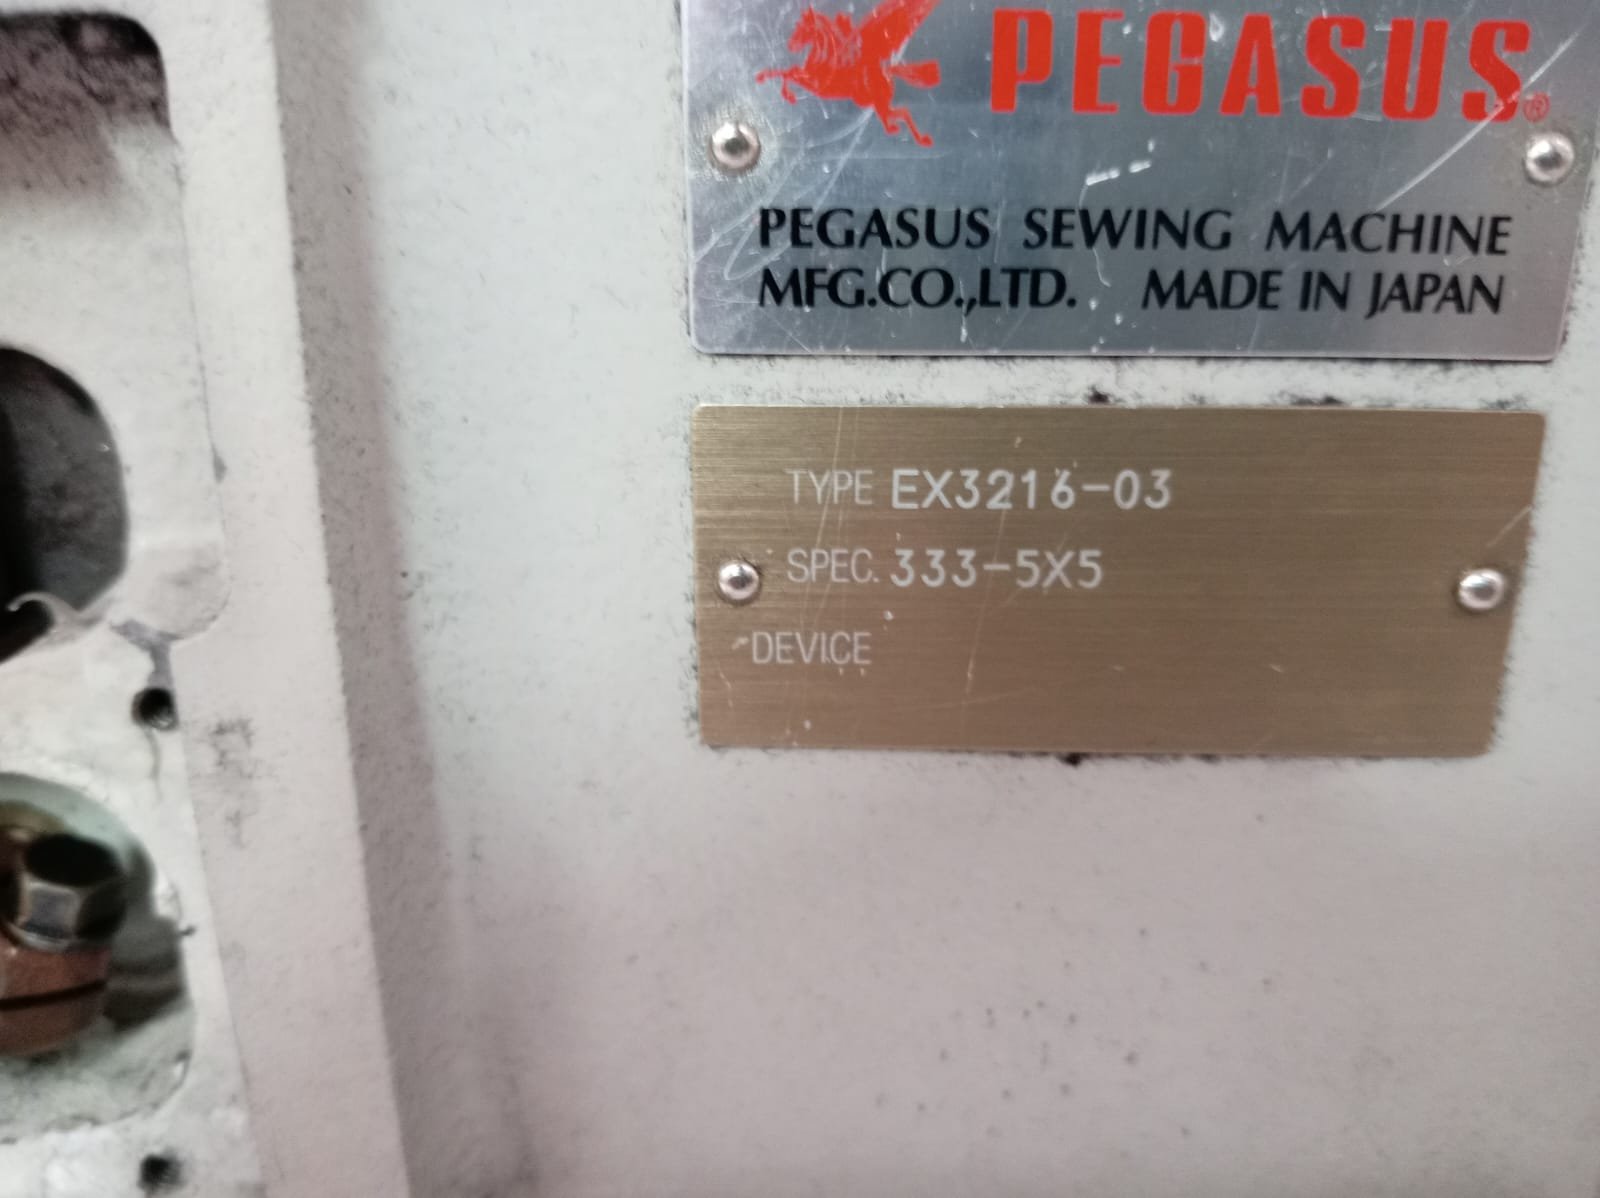 PEGASUS®
PEGASUS SEWING MACHINE
MFG.CO.,LTD. MADE IN JAPAN
TYPE EX3216-03
SPEC. 333-5X5
DEVICE